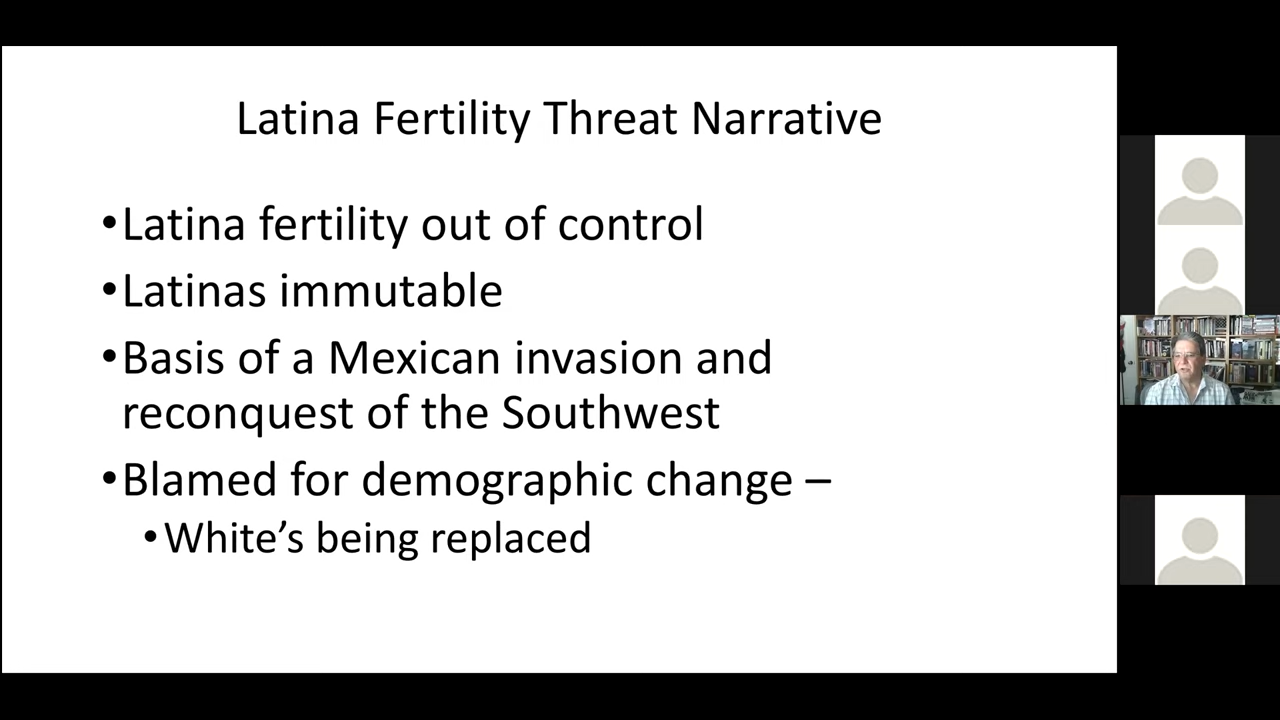 Latina Fertility Threat Narrative
•Latina fertility out of control
•Latinas immutable
•Basis of a Mexican invasion and
reconquest of the Southwest
•Blamed for demographic change –
•White’s being replaced